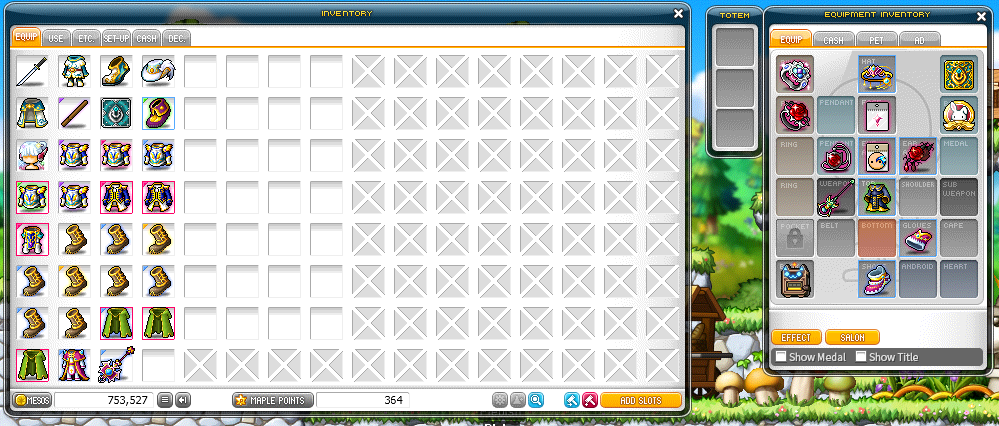 INVENTORY
EQUIP USE ETC. SET-UP CASH DEC.
MESOS 753,527 MAPLE POINTS 364 ADD SLOTS
TOTEM
EQUIPMENT INVENTORY
EQUIP CASH PET AD
HAT
PENDANT
RING PENDANT MEDAL
RING WEAPON SHOULDER SUB WEAPON
POCKET BELT BOTTOM GLOVES CAPE
SHOES ANDROID HEART
EFFECT SALON
Show Medal Show Title